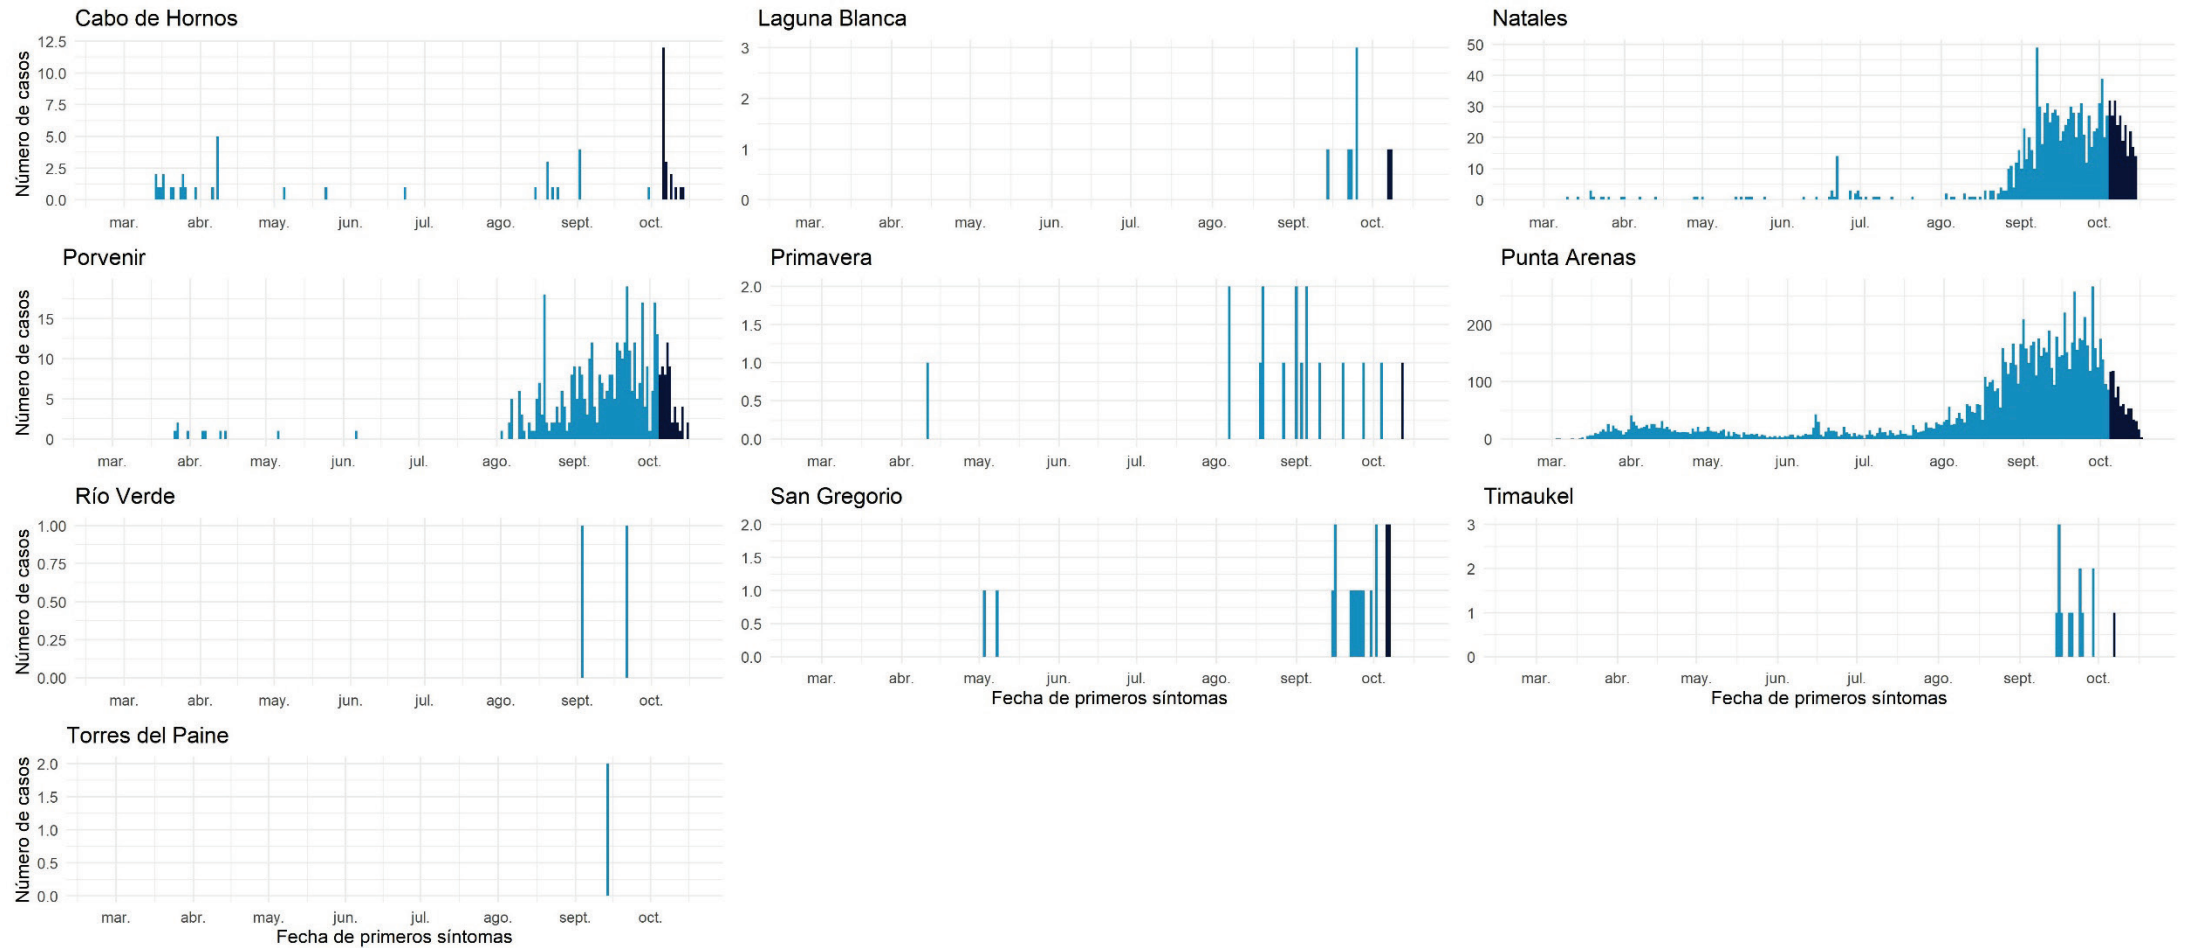 Cabo de Hornos
Número de casos
12.5
10.0
7.5
5.0
2.5
0.0
mar. abr. may. jun. jul. ago. sept. oct.
Laguna Blanca
3
2
1
0
mar. abr. may. jun. jul. ago. sept. oct.
Natales
50
40
30
20
10
0
mar. abr. may. jun. jul. ago. sept. oct.
Porvenir
Número de casos
15
10
5
0
mar. abr. may. jun. jul. ago. sept. oct.
Primavera
2.0
1.5
1.0
0.5
0.0
mar. abr. may. jun. jul. ago. sept. oct.
Punta Arenas
200
100
0
mar. abr. may. jun. jul. ago. sept. oct.
Río Verde
Número de casos
1.00
0.75
0.50
0.25
0.00
mar. abr. may. jun. jul. ago. sept. oct.
San Gregorio
2.0
1.5
1.0
0.5
0.0
mar. abr. may. jun. jul. ago. sept. oct.
Fecha de primeros síntomas
Timaukel
3
2
1
0
mar. abr. may. jun. jul. ago. sept. oct.
Fecha de primeros síntomas
Torres del Paine
Número de casos
2.0
1.5
1.0
0.5
0.0
mar. abr. may. jun. jul. ago. sept. oct.
Fecha de primeros síntomas